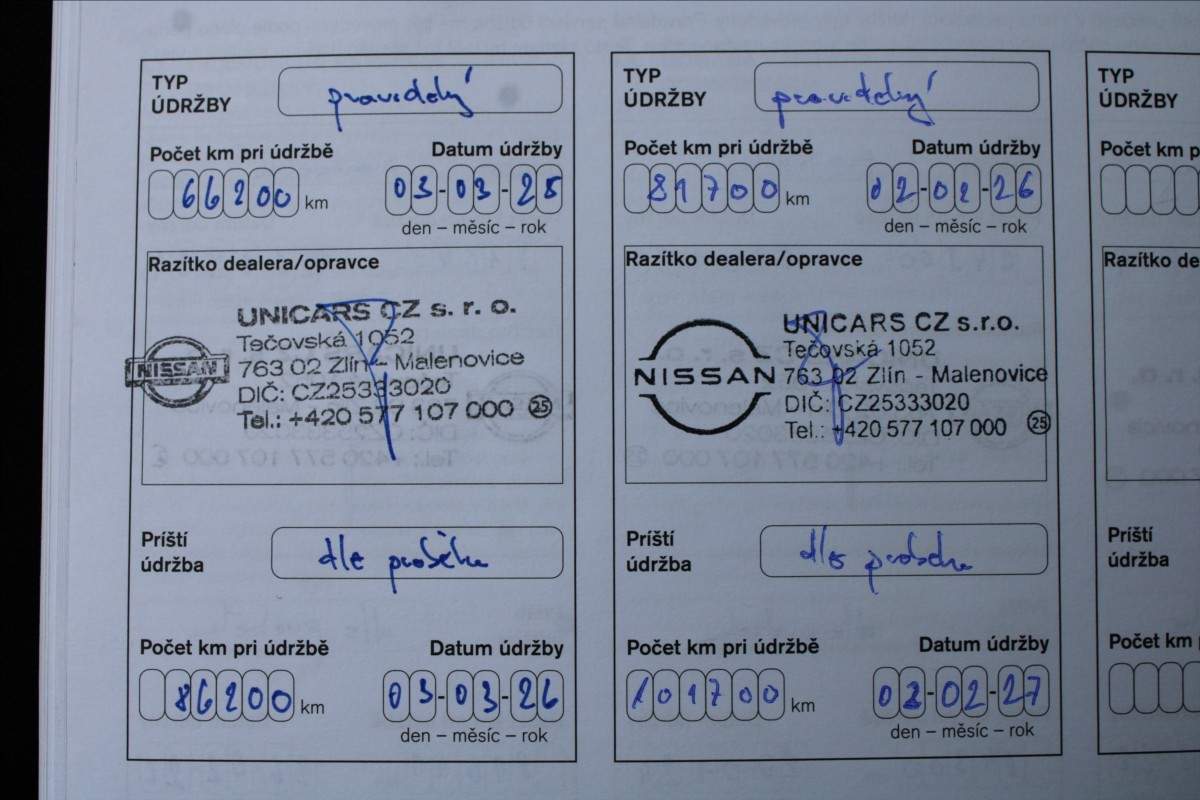 TYP
ÚDRŽBY
pravidelný
Počet km pri údržbě
Datum údržby
66200 km
03-03-25
den – měsíc – rok
Razítko dealera/opravce
NISSAN
UNICARS CZ s. r. o.
Tečovská 1052
763 02 Zlín - Malenovice
DIČ: CZ25333020
Tel.: +420 577 107 000 25
Príští
údržba
dle proběhu
Počet km pri údržbě
Datum údržby
86200 km
03-03-26
den – měsíc – rok
TYP
ÚDRŽBY
pravidelný
Počet km pri údržbě
Datum údržby
81700 km
02-02-26
den – měsíc – rok
Razítko dealera/opravce
NISSAN
UNICARS CZ s.r.o.
Tečovská 1052
763 02 Zlín - Malenovice
DIČ: CZ25333020
Tel.: +420 577 107 000 25
Príští
údržba
dle proběhu
Počet km pri údržbě
Datum údržby
101700 km
02-02-27
den – měsíc – rok
TYP
ÚDRŽBY
Počet km p
Razítko de
Príští
údržba
Počet km